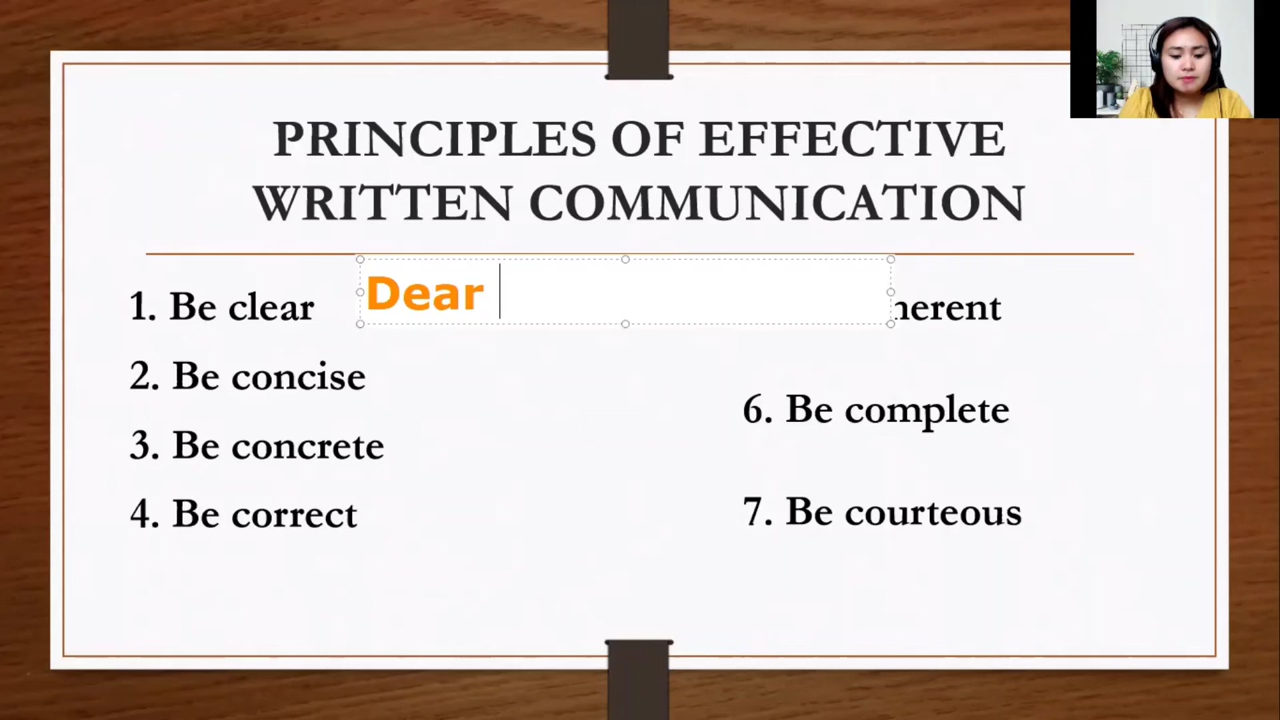 PRINCIPLES OF EFFECTIVE
WRITTEN COMMUNICATION
Dear
1. Be clear
2. Be concise
3. Be concrete
4. Be correct
6. Be complete
7. Be courteous